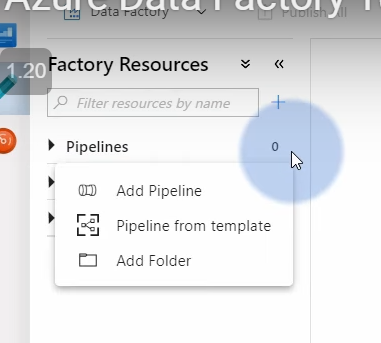 Azure Data Factory
Data Factory
Publish All
1.20
Factory Resources
Filter resources by name
Pipelines 0
Add Pipeline
Pipeline from template
Add Folder